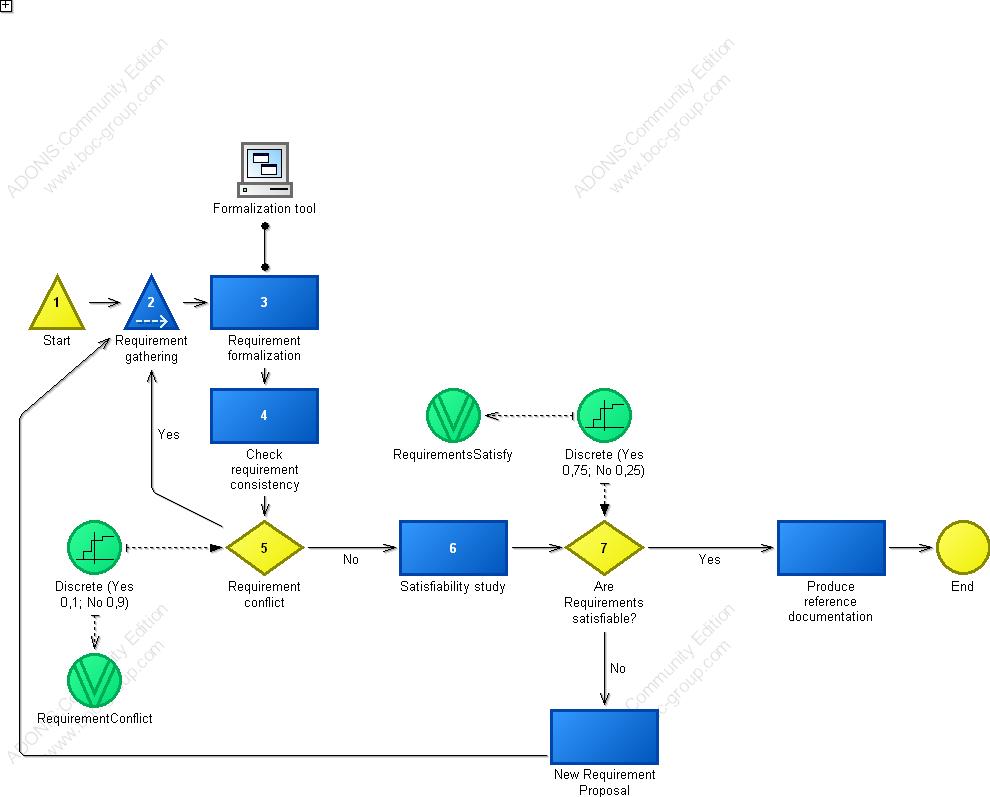 ADONIS:Community Edition
www.boc-group.com
ADONIS:Community Edition
www.boc-group.com
Formalization tool
1
Start
2
Requirement
gathering
3
Requirement
formalization
4
Check
requirement
consistency
Yes
RequirementsSatisfy
Discrete (Yes
0,75; No 0,25)
Discrete (Yes
0,1; No 0,9)
5
Requirement
conflict
No
6
Satisfiability study
7
Are
Requirements
satisfiable?
Yes
Produce
reference
documentation
End
RequirementConflict
No
New Requirement
Proposal
ADONIS:Community Edition
www.boc-group.com
Community Edition
.boc-group.com